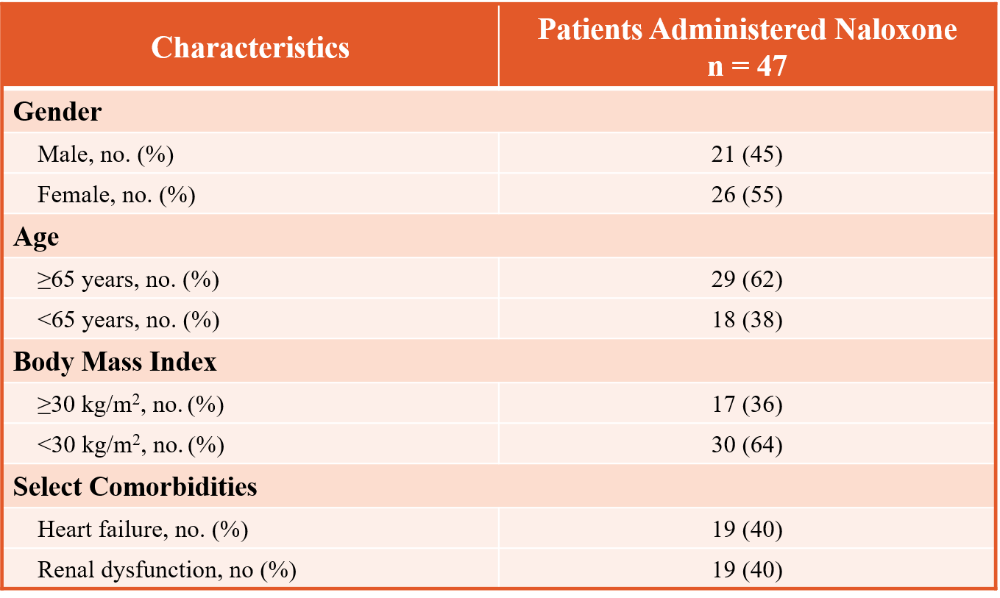 Characteristics
Patients Administered Naloxone
n = 47
Gender
Male, no. (%)
21 (45)
Female, no. (%)
26 (55)
Age
≥65 years, no. (%)
29 (62)
<65 years, no. (%)
18 (38)
Body Mass Index
≥30 kg/m², no. (%)
17 (36)
<30 kg/m², no. (%)
30 (64)
Select Comorbidities
Heart failure, no. (%)
19 (40)
Renal dysfunction, no (%)
19 (40)